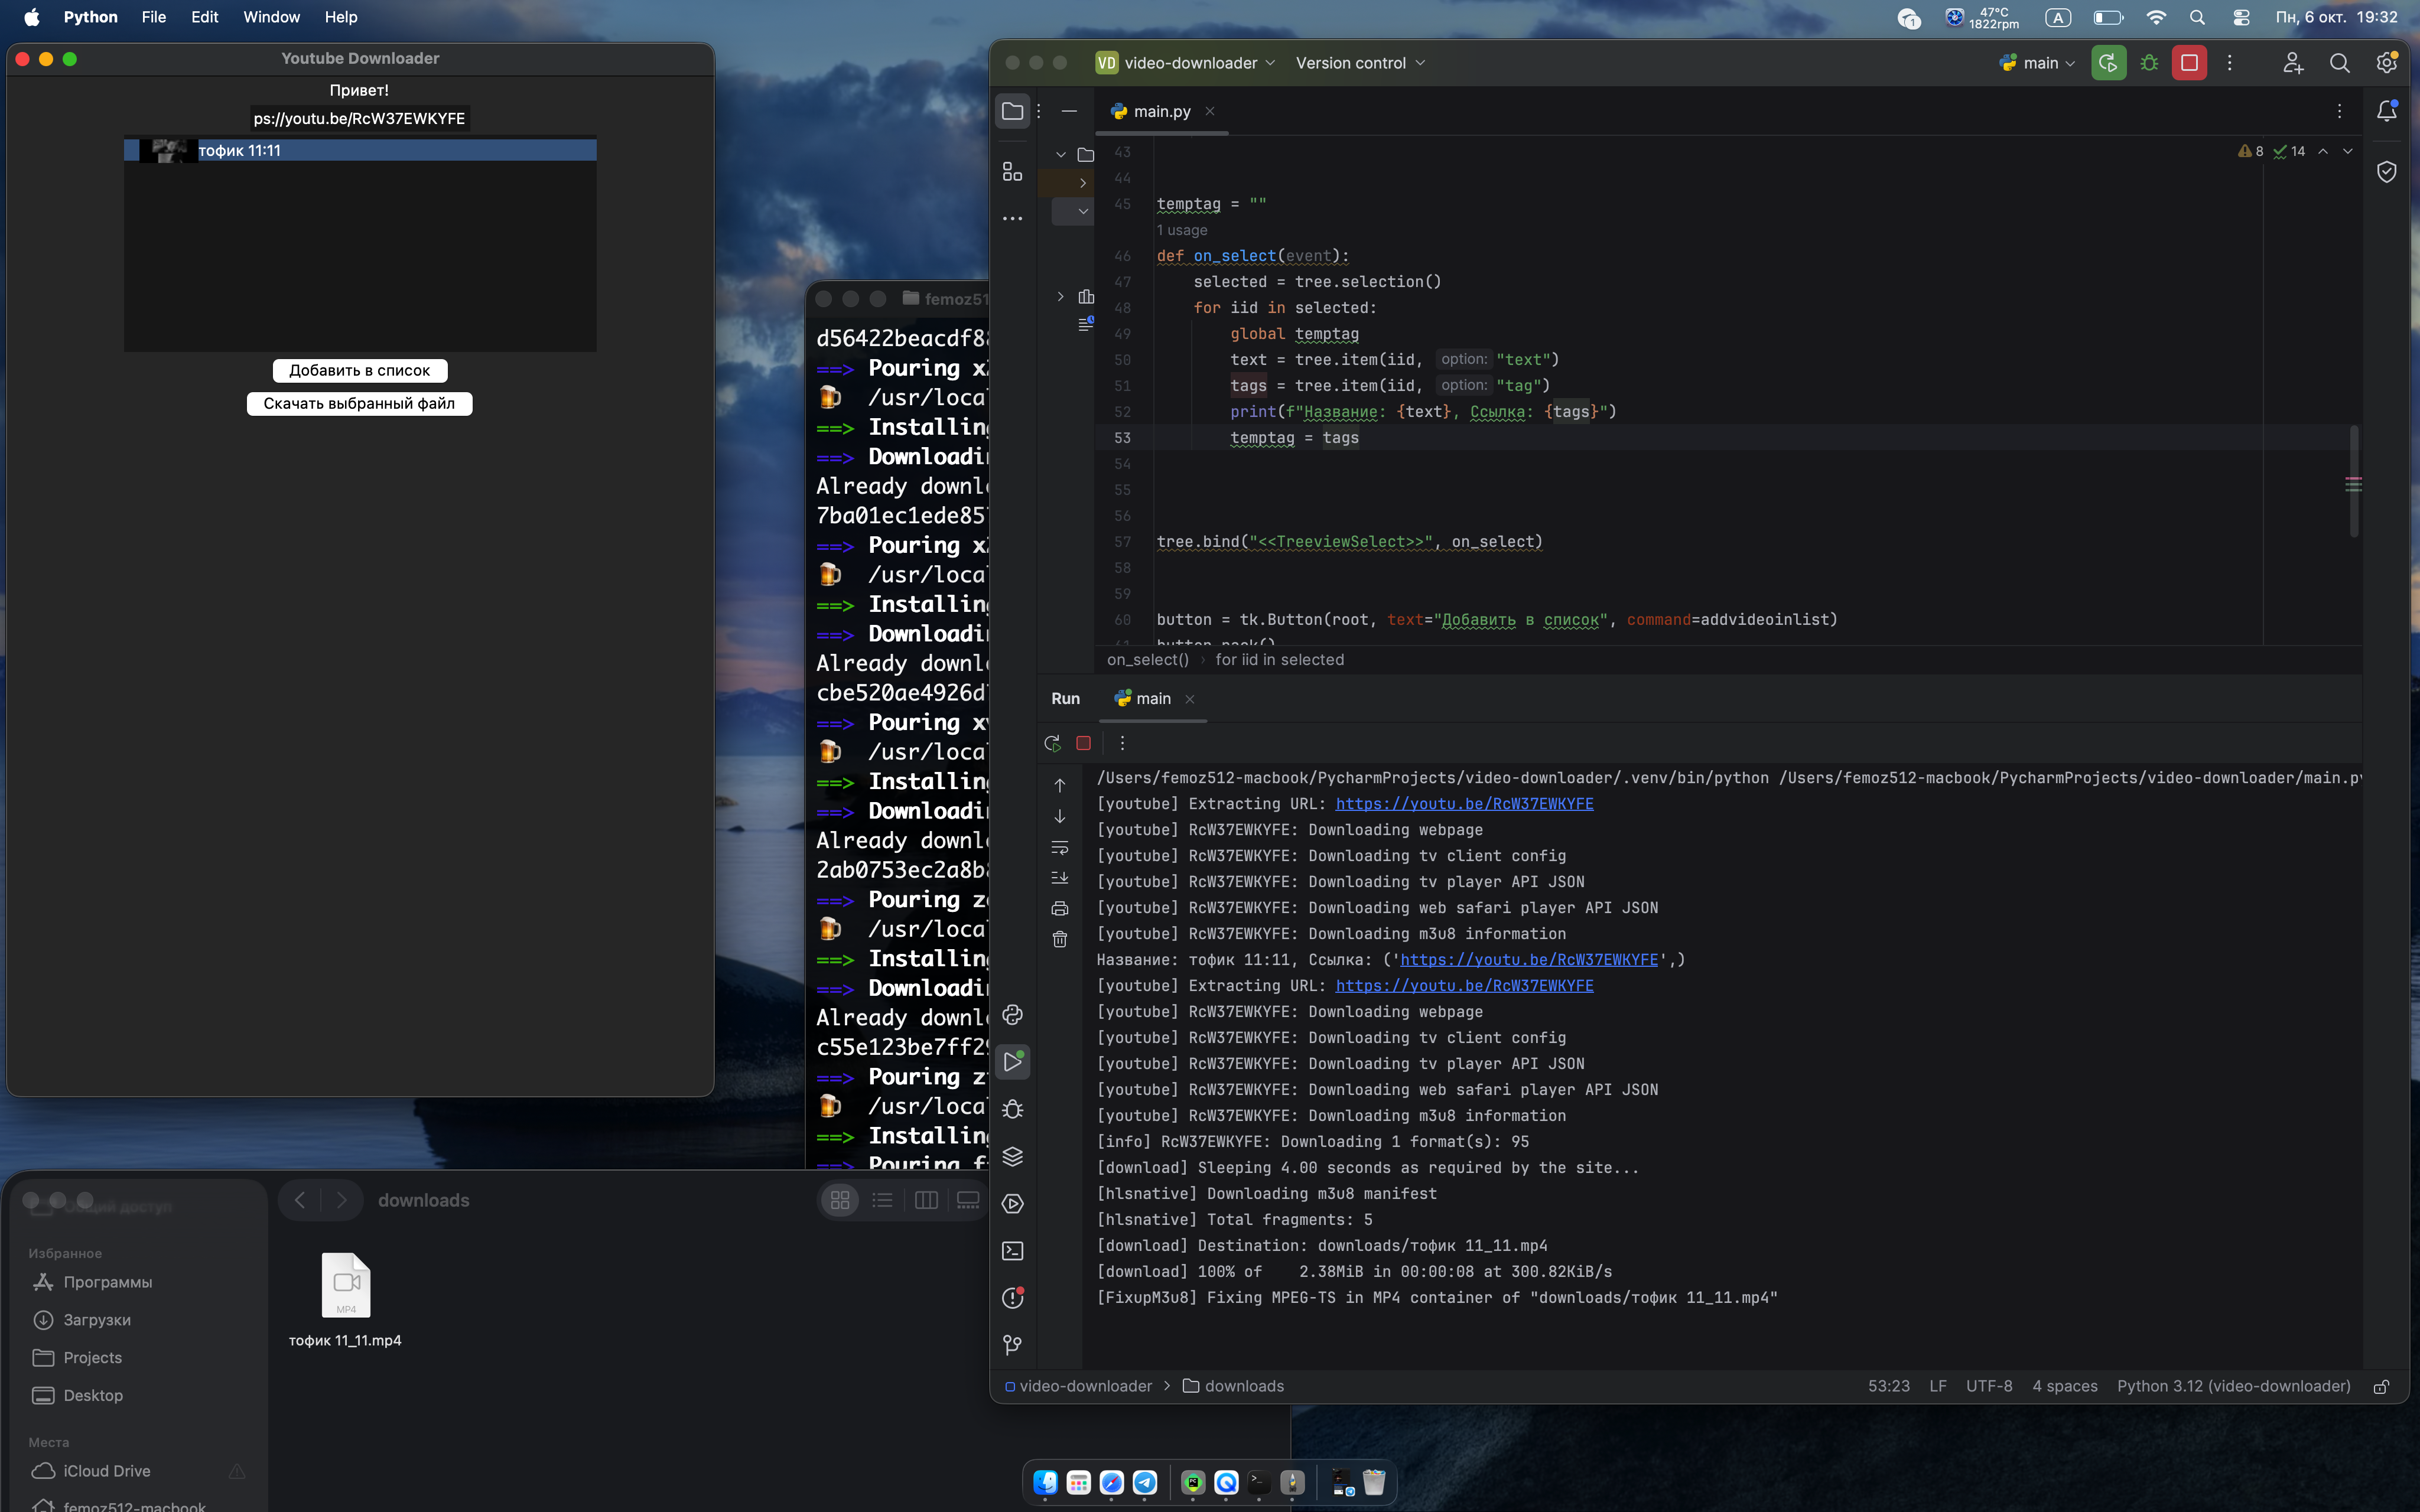 Python File Edit Window Help
1 47°C 1822rpm A Пн, 6 окт. 19:32
Youtube Downloader
Привет!
ps://youtu.be/RcW37EWKYFE
тофик 11:11
Добавить в список
Скачать выбранный файл
femoz51
d56422beacdf8
==> Pouring x
/usr/loca
==> Installing
==> Downloadin
Already downl
7ba01ec1ede85
==> Pouring x
/usr/loca
==> Installing
==> Downloadin
Already downl
cbe520ae4926d
==> Pouring x
/usr/loca
==> Installing
==> Downloadin
Already downl
2ab0753ec2a8b
==> Pouring z
/usr/loca
==> Installing
==> Downloadin
Already downl
c55e123be7ff2
==> Pouring z
/usr/loca
==> Installing
==> Pouring f
Общий доступ
downloads
Избранное
Программы
Загрузки
Projects
Desktop
Места
iCloud Drive
femoz512-macbook
MP4
тофик 11_11.mp4
VD video-downloader Version control main
main.py
8 14
43
44
45 temptag = ""
1 usage
46 def on_select(event):
47 selected = tree.selection()
48 for iid in selected:
49 global temptag
50 text = tree.item(iid, option: "text")
51 tags = tree.item(iid, option: "tag")
52 print(f"Название: {text}, Ссылка: {tags}")
53 temptag = tags
54
55
56
57 tree.bind("<<TreeviewSelect>>", on_select)
58
59
60 button = tk.Button(root, text="Добавить в список", command=addvideoinlist)
61 button.pack()
on_select() › for iid in selected
Run main
/Users/femoz512-macbook/PycharmProjects/video-downloader/.venv/bin/python /Users/femoz512-macbook/PycharmProjects/video-downloader/main.py
[youtube] Extracting URL: https://youtu.be/RcW37EWKYFE
[youtube] RcW37EWKYFE: Downloading webpage
[youtube] RcW37EWKYFE: Downloading tv client config
[youtube] RcW37EWKYFE: Downloading tv player API JSON
[youtube] RcW37EWKYFE: Downloading web safari player API JSON
[youtube] RcW37EWKYFE: Downloading m3u8 information
Название: тофик 11:11, Ссылка: ('https://youtu.be/RcW37EWKYFE',)
[youtube] Extracting URL: https://youtu.be/RcW37EWKYFE
[youtube] RcW37EWKYFE: Downloading webpage
[youtube] RcW37EWKYFE: Downloading tv client config
[youtube] RcW37EWKYFE: Downloading tv player API JSON
[youtube] RcW37EWKYFE: Downloading web safari player API JSON
[youtube] RcW37EWKYFE: Downloading m3u8 information
[info] RcW37EWKYFE: Downloading 1 format(s): 95
[download] Sleeping 4.00 seconds as required by the site...
[hlsnative] Downloading m3u8 manifest
[hlsnative] Total fragments: 5
[download] Destination: downloads/тофик 11_11.mp4
[download] 100% of 2.38MiB in 00:00:08 at 300.82KiB/s
[FixupM3u8] Fixing MPEG-TS in MP4 container of "downloads/тофик 11_11.mp4"
video-downloader › downloads 53:23 LF UTF-8 4 spaces Python 3.12 (video-downloader)